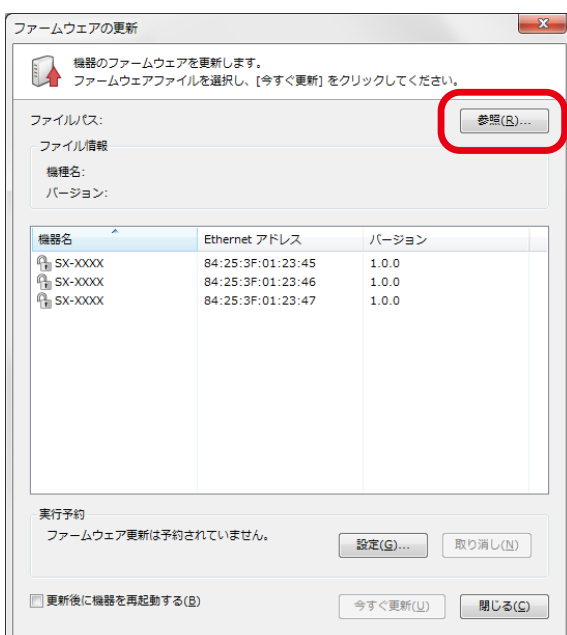 ファームウェアの更新
機器のファームウェアを更新します。
ファームウェアファイルを選択し、[今すぐ更新] をクリックしてください。
ファイルパス:
参照(R)...
ファイル情報
機種名:
バージョン:
機器名 Ethernet アドレス バージョン
SX-XXXX 84:25:3F:01:23:45 1.0.0
SX-XXXX 84:25:3F:01:23:46 1.0.0
SX-XXXX 84:25:3F:01:23:47 1.0.0
実行予約
ファームウェア更新は予約されていません。
設定(G)... 取り消し(N)
更新後に機器を再起動する(B)
今すぐ更新(U) 閉じる(C)